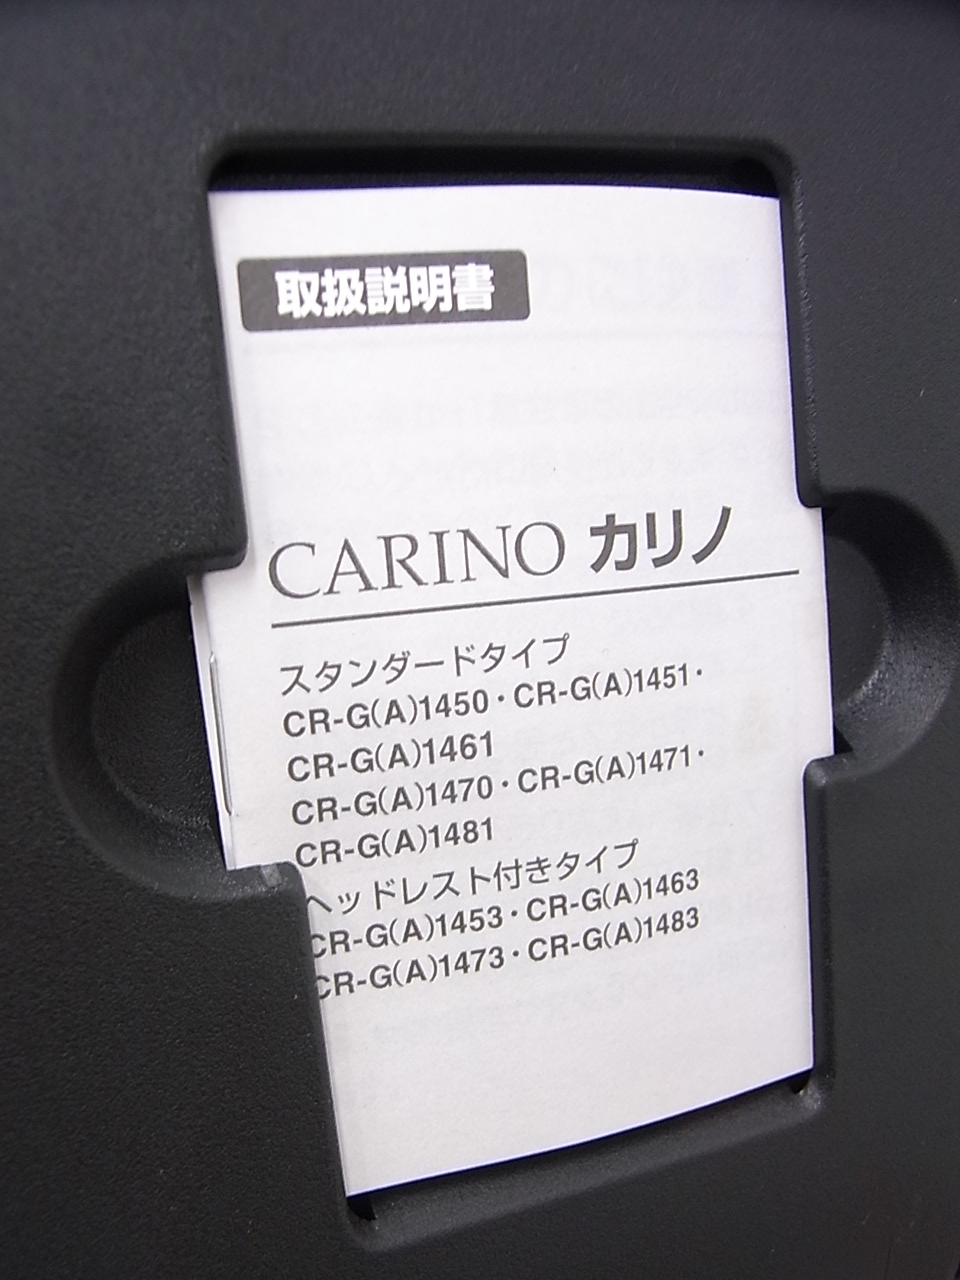 取扱説明書
CARINO カリノ
スタンダードタイプ
CR-G(A)1450・CR-G(A)1451・
CR-G(A)1461
CR-G(A)1470・CR-G(A)1471・
CR-G(A)1481
ヘッドレスト付きタイプ
CR-G(A)1453・CR-G(A)1463
CR-G(A)1473・CR-G(A)1483